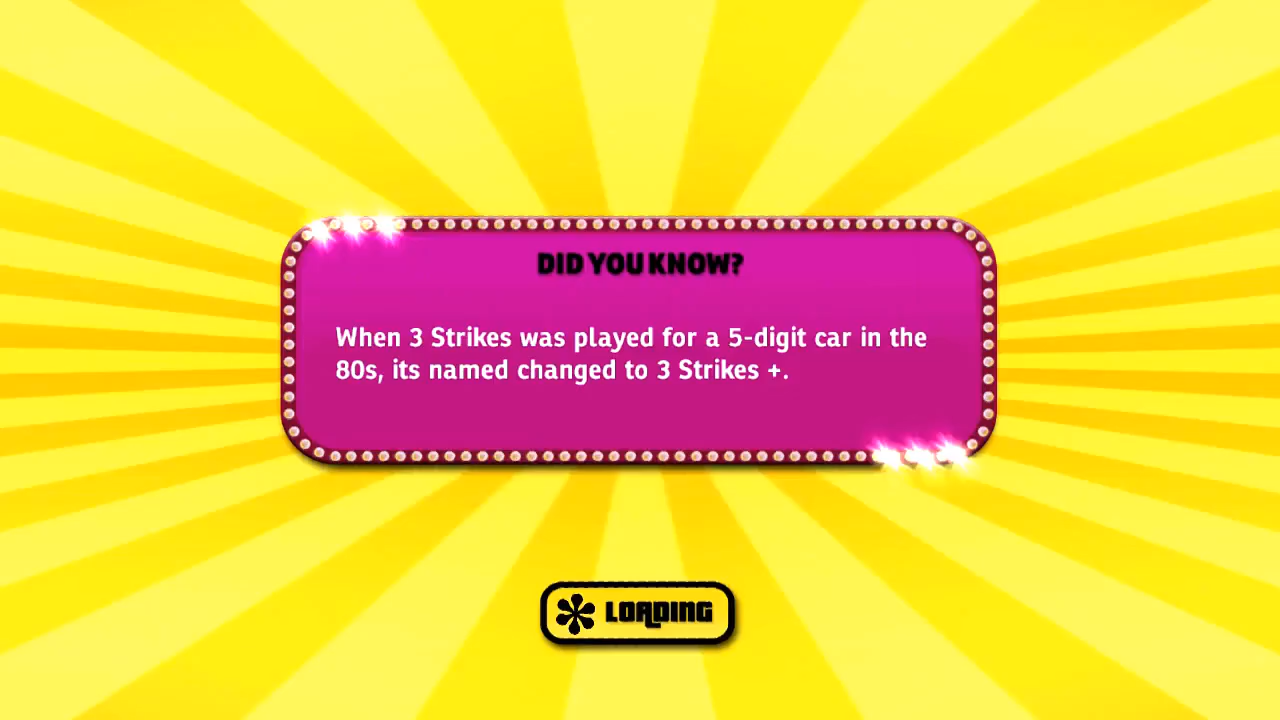 DID YOU KNOW?
When 3 Strikes was played for a 5-digit car in the
80s, its named changed to 3 Strikes +.
LOADING